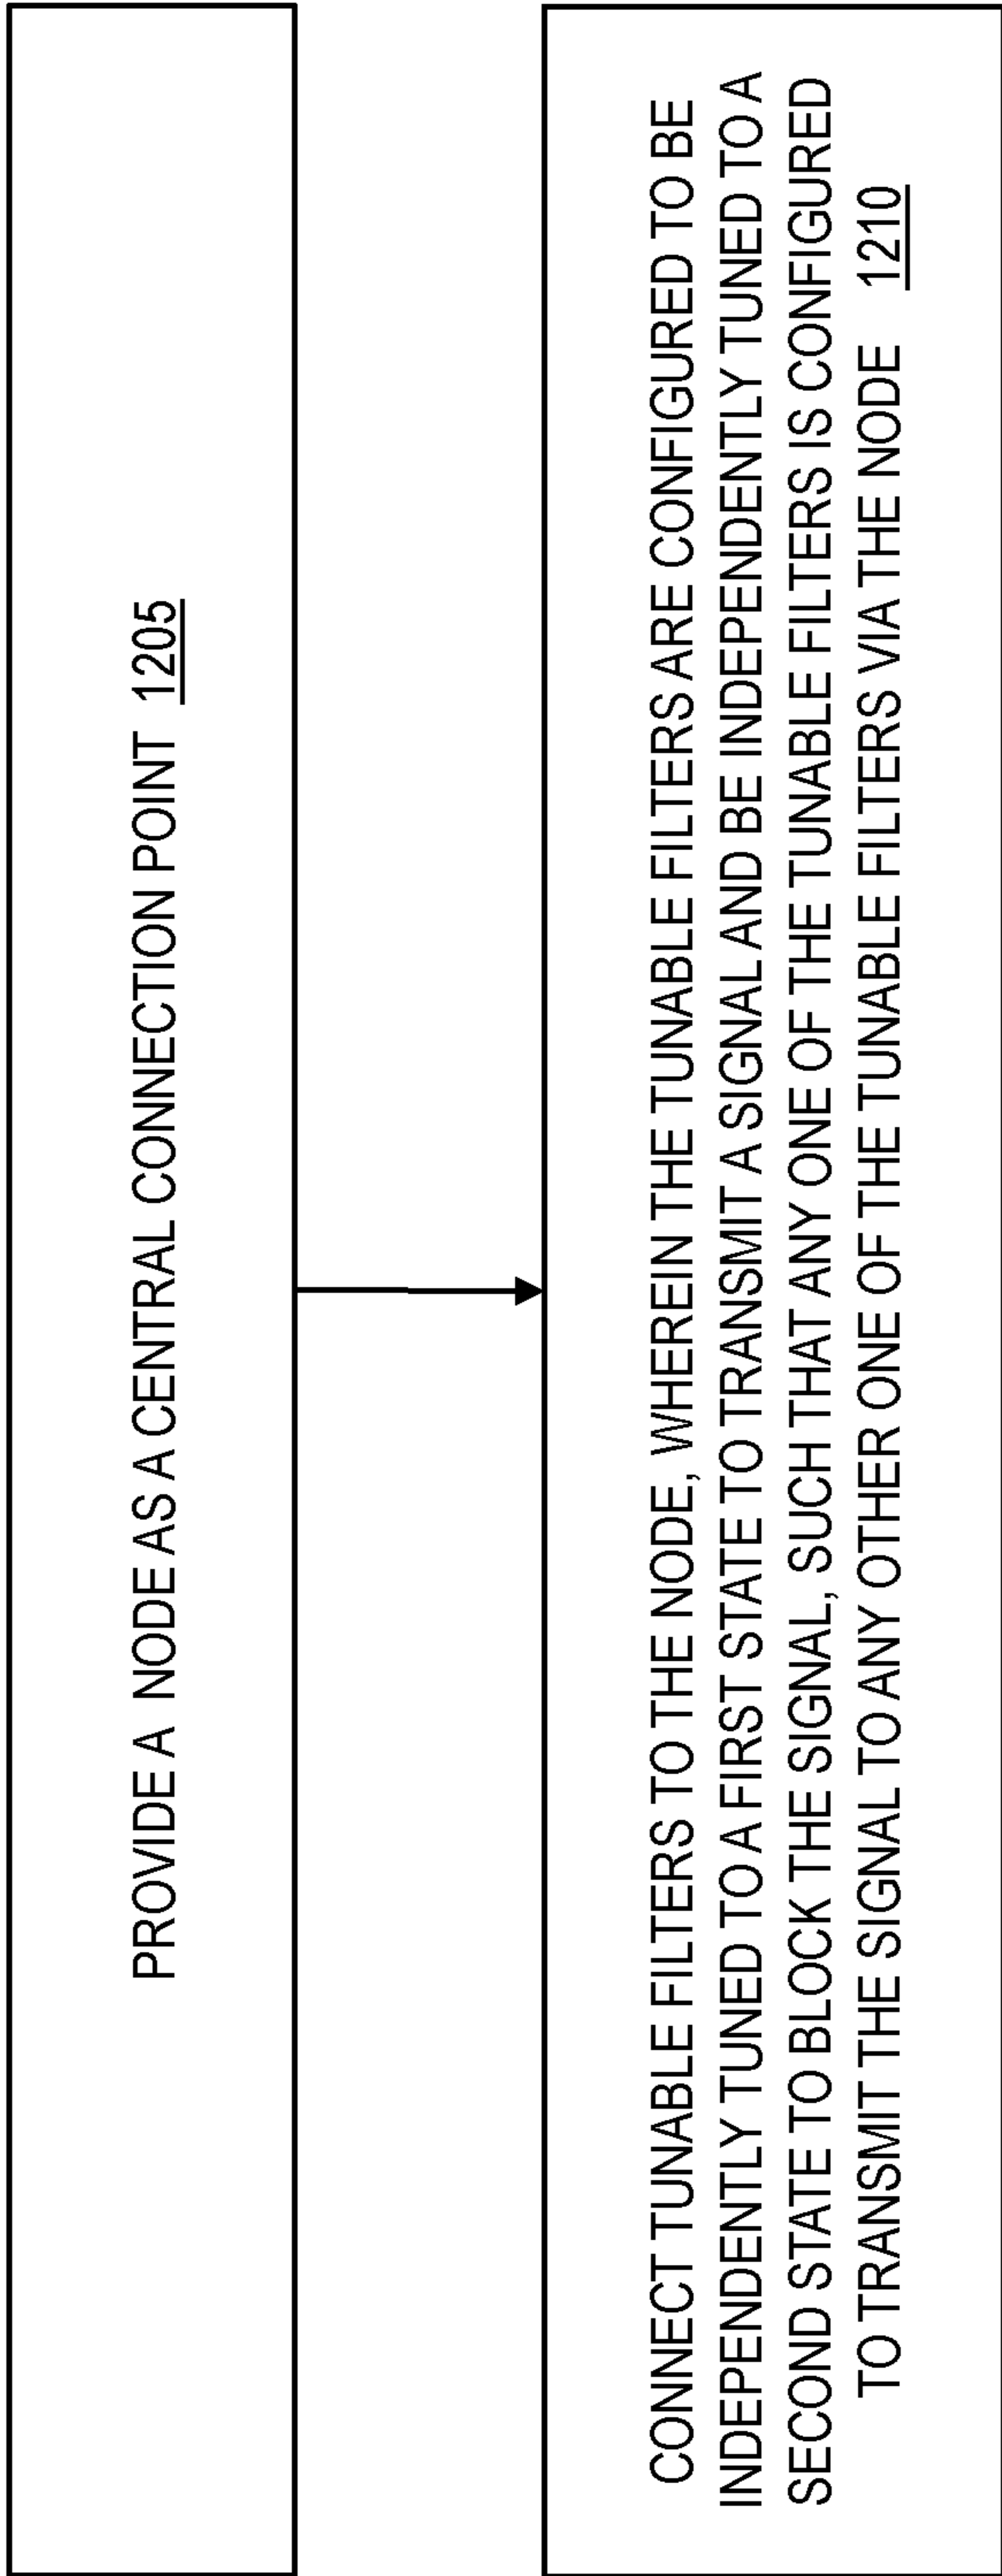 PROVIDE A NODE AS A CENTRAL CONNECTION POINT 1205
CONNECT TUNABLE FILTERS TO THE NODE, WHEREIN THE TUNABLE FILTERS ARE CONFIGURED TO BE
INDEPENDENTLY TUNED TO A FIRST STATE TO TRANSMIT A SIGNAL AND BE INDEPENDENTLY TUNED TO A
SECOND STATE TO BLOCK THE SIGNAL, SUCH THAT ANY ONE OF THE TUNABLE FILTERS IS CONFIGURED
TO TRANSMIT THE SIGNAL TO ANY OTHER ONE OF THE TUNABLE FILTERS VIA THE NODE 1210